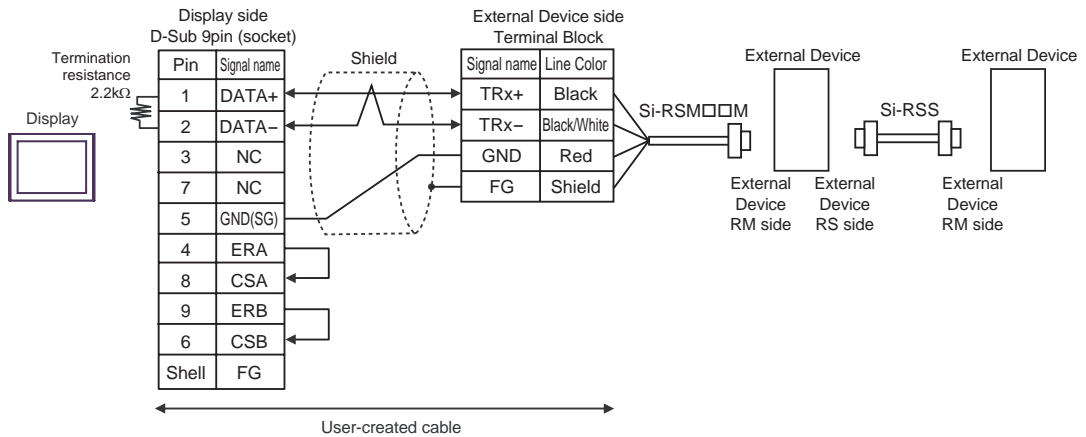 Display side
D-Sub 9pin (socket)
External Device side
Terminal Block
Termination
resistance
2.2kΩ
Display
Pin Signal name
1 DATA+
2 DATA−
3 NC
7 NC
5 GND(SG)
4 ERA
8 CSA
9 ERB
6 CSB
Shell FG
Shield
Signal name Line Color
TRx+ Black
TRx− Black/White
GND Red
FG Shield
Si-RSM□□M
External Device
Si-RSS
External Device
External
Device
RM side
External
Device
RS side
External
Device
RM side
User-created cable